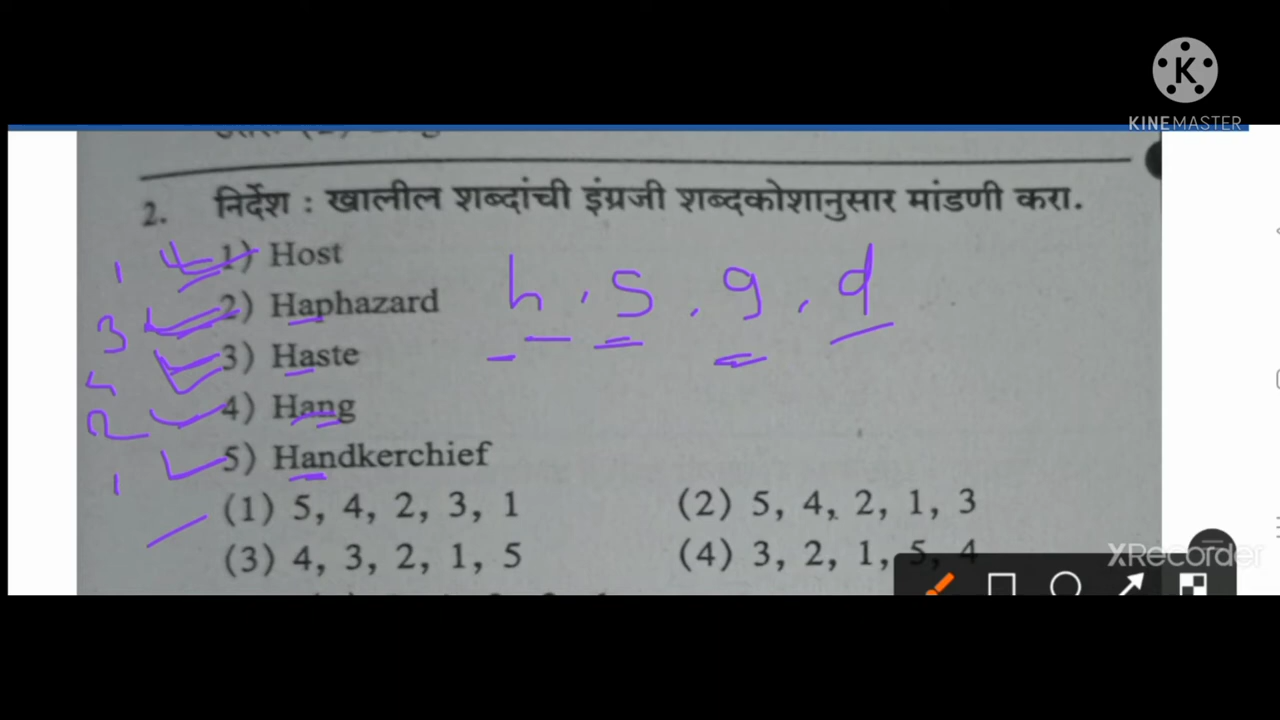 KINEMASTER
2. निर्देश : खालील शब्दांची इंग्रजी शब्दकोशानुसार मांडणी करा.
1) Host
2) Haphazard
3) Haste
4) Hang
5) Handkerchief
h, s, g, d
(1) 5, 4, 2, 3, 1 (2) 5, 4, 2, 1, 3
(3) 4, 3, 2, 1, 5 (4) 3, 2, 1, 5, 4
XRecorder